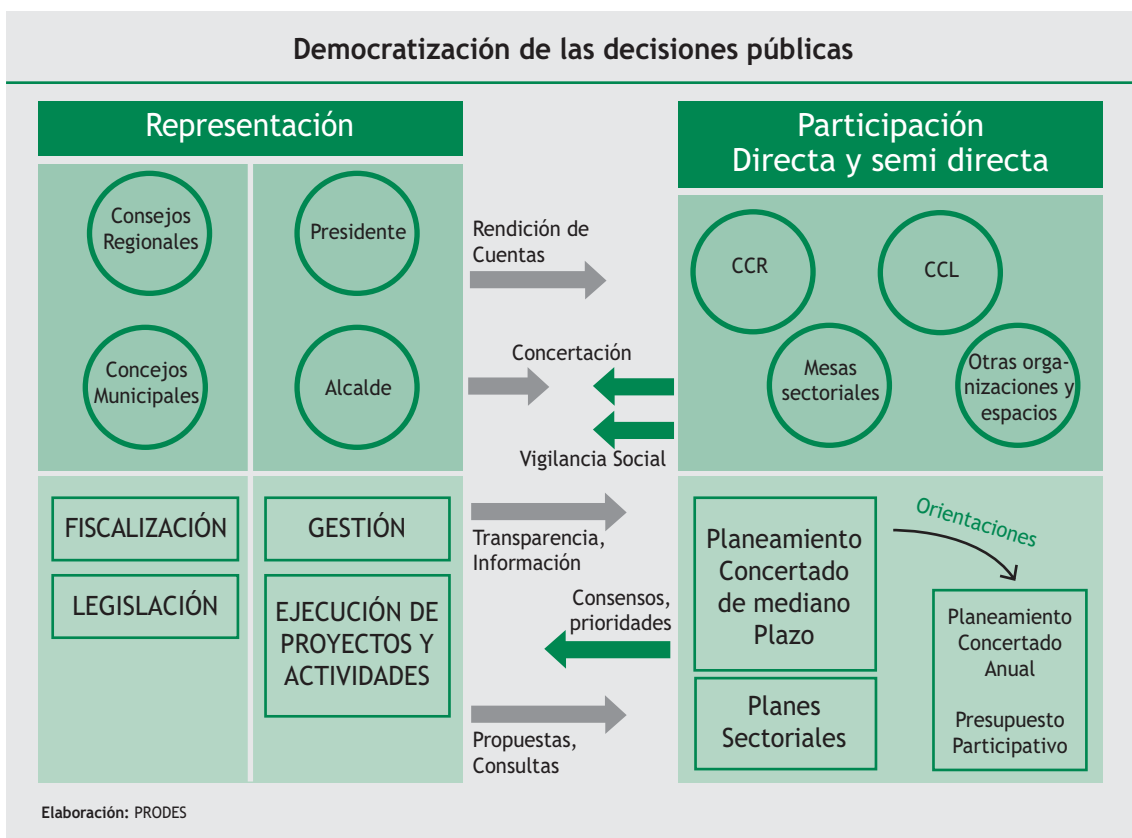 Democratización de las decisiones públicas
Representación
Participación
Directa y semi directa
Consejos
Regionales
Presidente
Concejos
Municipales
Alcalde
Rendición de
Cuentas
Concertación
Vigilancia Social
CCR
CCL
Mesas
sectoriales
Otras orga-
nizaciones y
espacios
FISCALIZACIÓN
LEGISLACIÓN
GESTIÓN
EJECUCIÓN DE
PROYECTOS Y
ACTIVIDADES
Transparencia,
Información
Consensos,
prioridades
Propuestas,
Consultas
Planeamiento
Concertado
de mediano
Plazo
Planes
Sectoriales
Orientaciones
Planeamiento
Concertado
Anual
Presupuesto
Participativo
Elaboración: PRODES